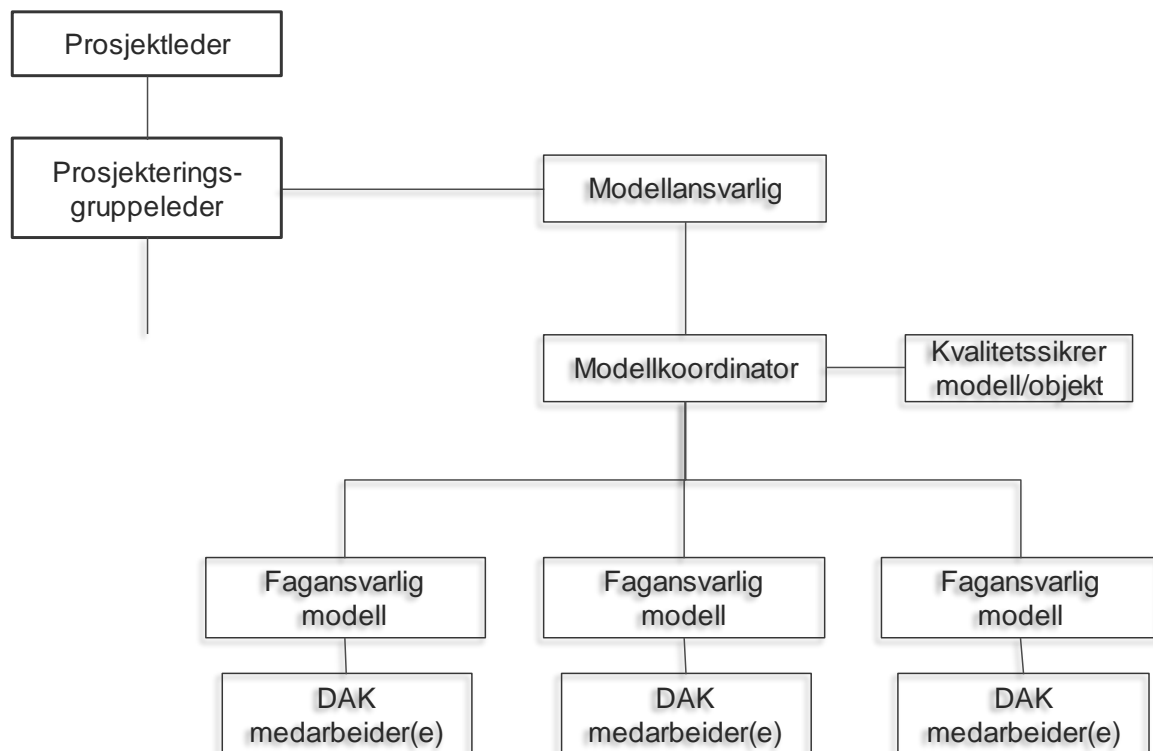 Prosjektleder
Prosjekterings-
gruppeleder
Modellansvarlig
Modellkoordinator
Kvalitetssikrer
modell/objekt
Fagansvarlig
modell
Fagansvarlig
modell
Fagansvarlig
modell
DAK
medarbeider(e)
DAK
medarbeider(e)
DAK
medarbeider(e)